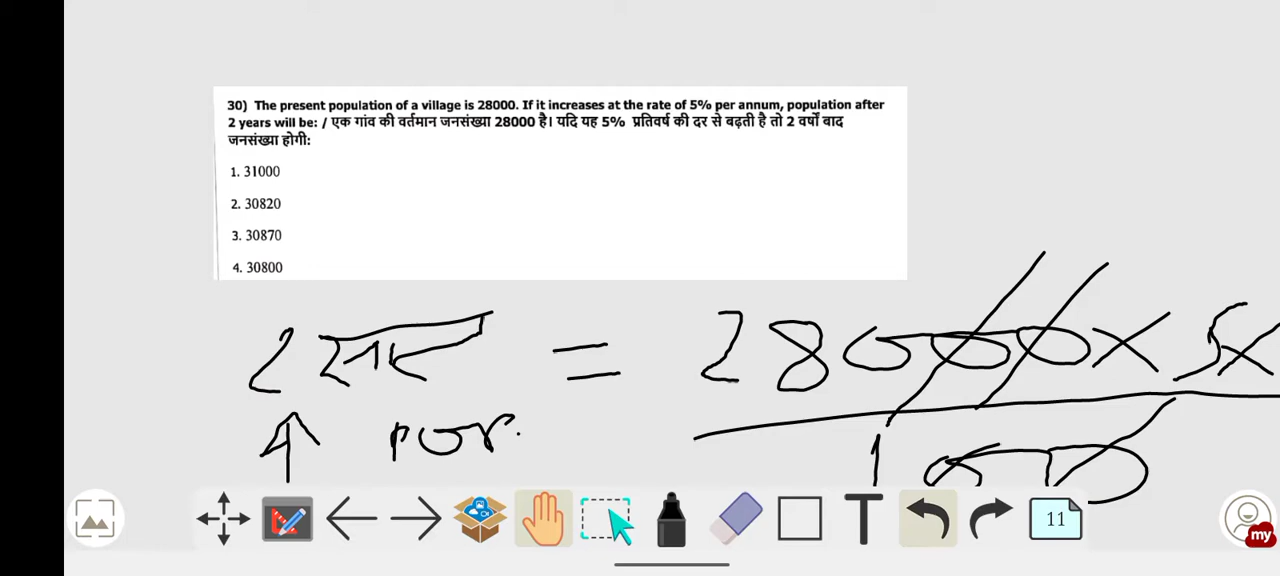 30) The present population of a village is 28000. If it increases at the rate of 5% per annum, population after
2 years will be: / एक गांव की वर्तमान जनसंख्या 28000 है। यदि यह 5% प्रतिवर्ष की दर से बढ़ती है तो 2 वर्षों बाद
जनसंख्या होगी:
1. 31000
2. 30820
3. 30870
4. 30800
2 साल = 28000 × 5 ×
↑ por.
100
T
11
my